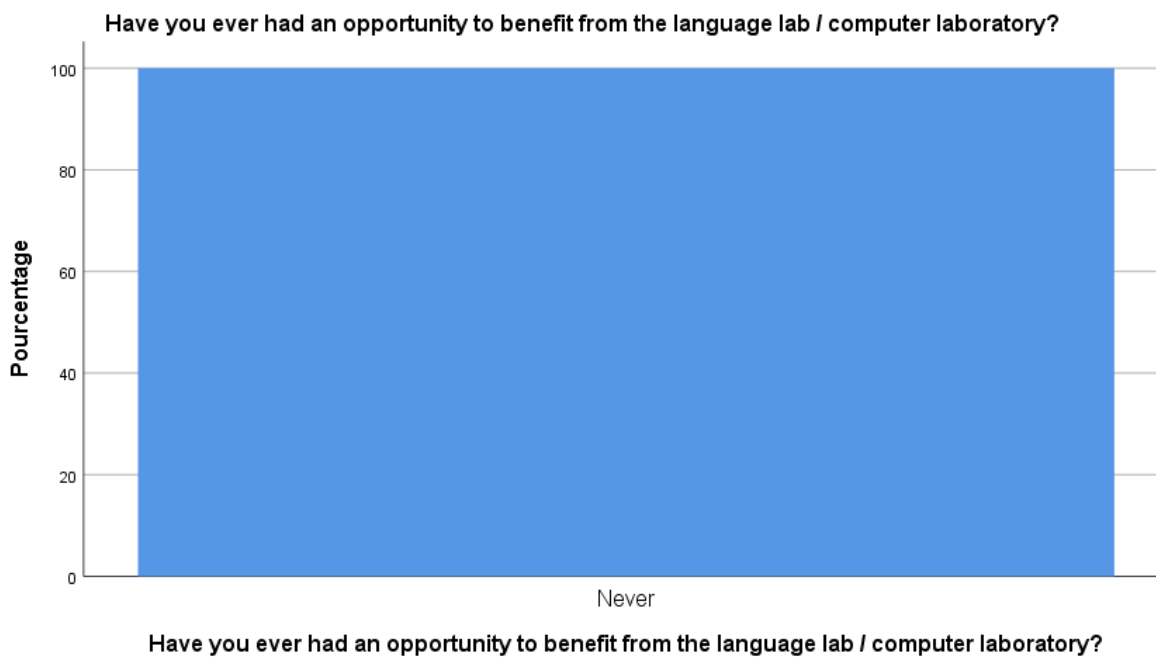 Have you ever had an opportunity to benefit from the language lab / computer laboratory?
100
80
60
40
20
0
Pourcentage
Never
Have you ever had an opportunity to benefit from the language lab / computer laboratory?